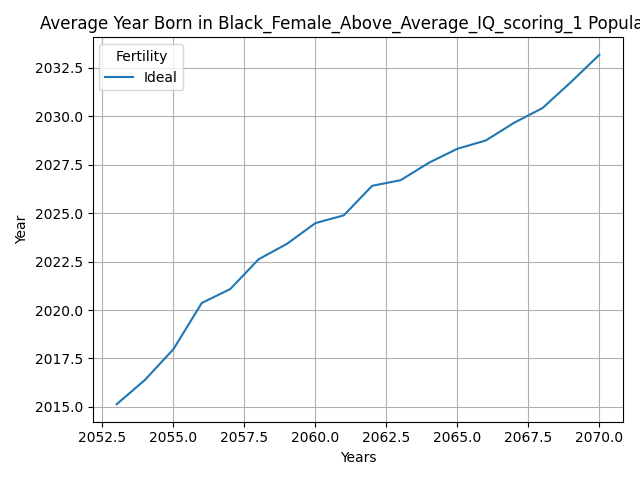 Average Year Born in Black_Female_Above_Average_IQ_scoring_1 Popula
Fertility
Ideal
2032.5
2030.0
2027.5
2025.0
2022.5
2020.0
2017.5
2015.0
Year
2052.5 2055.0 2057.5 2060.0 2062.5 2065.0 2067.5 2070.0
Years